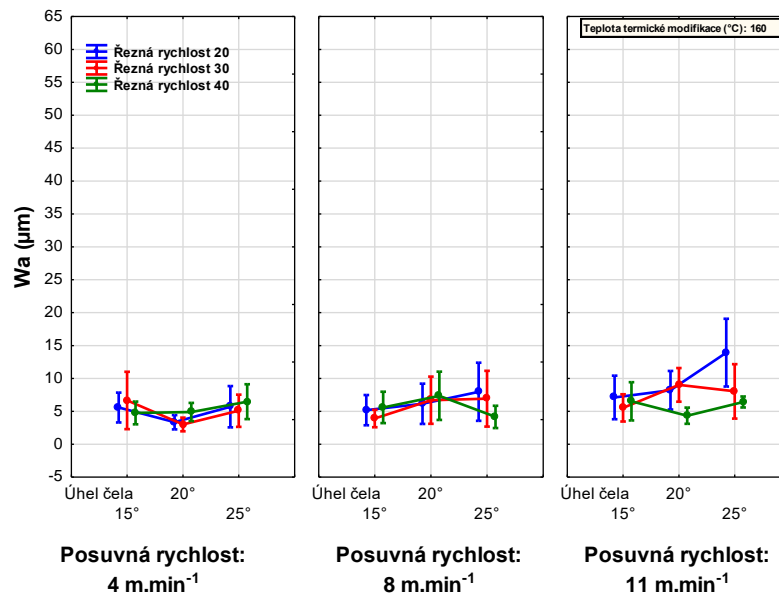 65
60
55
50
45
40
35
30
25
20
15
10
5
0
-5
Wa (µm)
Řezná rychlost 20
Řezná rychlost 30
Řezná rychlost 40
Teplota termické modifikace (°C): 160
Úhel čela 20°
15° 25°
Úhel čela 20°
15° 25°
Úhel čela 20°
15° 25°
Posuvná rychlost:
4 m.min⁻¹
Posuvná rychlost:
8 m.min⁻¹
Posuvná rychlost:
11 m.min⁻¹